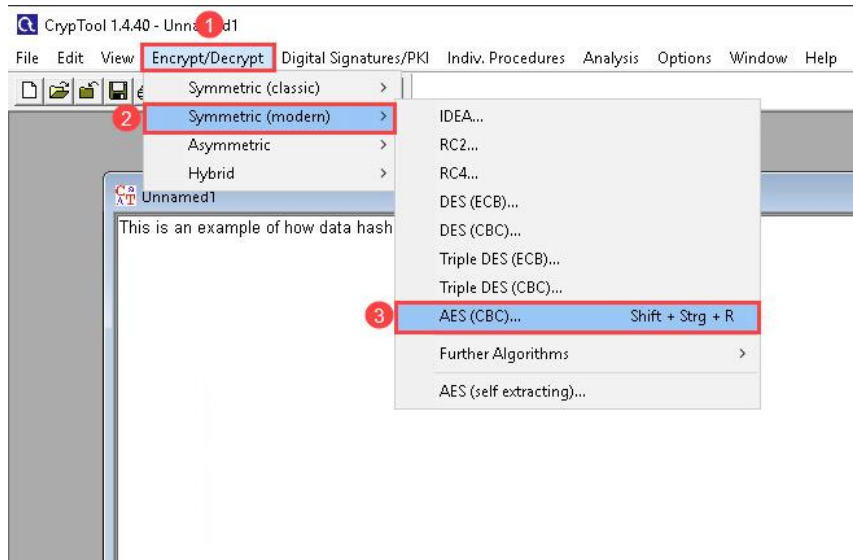 CrypTool 1.4.40 - Unnamed1
1
File Edit View Encrypt/Decrypt Digital Signatures/PKI Indiv. Procedures Analysis Options Window Help
Symmetric (classic) >
2 Symmetric (modern) >
Asymmetric >
Hybrid >
IDEA...
RC2...
RC4...
DES (ECB)...
DES (CBC)...
Triple DES (ECB)...
Triple DES (CBC)...
3 AES (CBC)... Shift + Strg + R
Further Algorithms >
AES (self extracting)...
Unnamed1
This is an example of how data hash